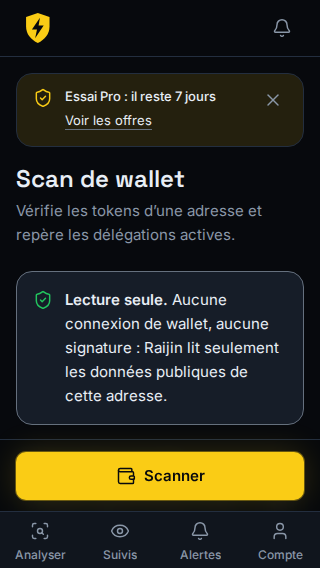 Essai Pro : il reste 7 jours
Voir les offres
Scan de wallet
Vérifie les tokens d’une adresse et
repère les délégations actives.
Lecture seule. Aucune
connexion de wallet, aucune
signature : Raijin lit seulement
les données publiques de
cette adresse.
Scanner
Analyser Suivis Alertes Compte